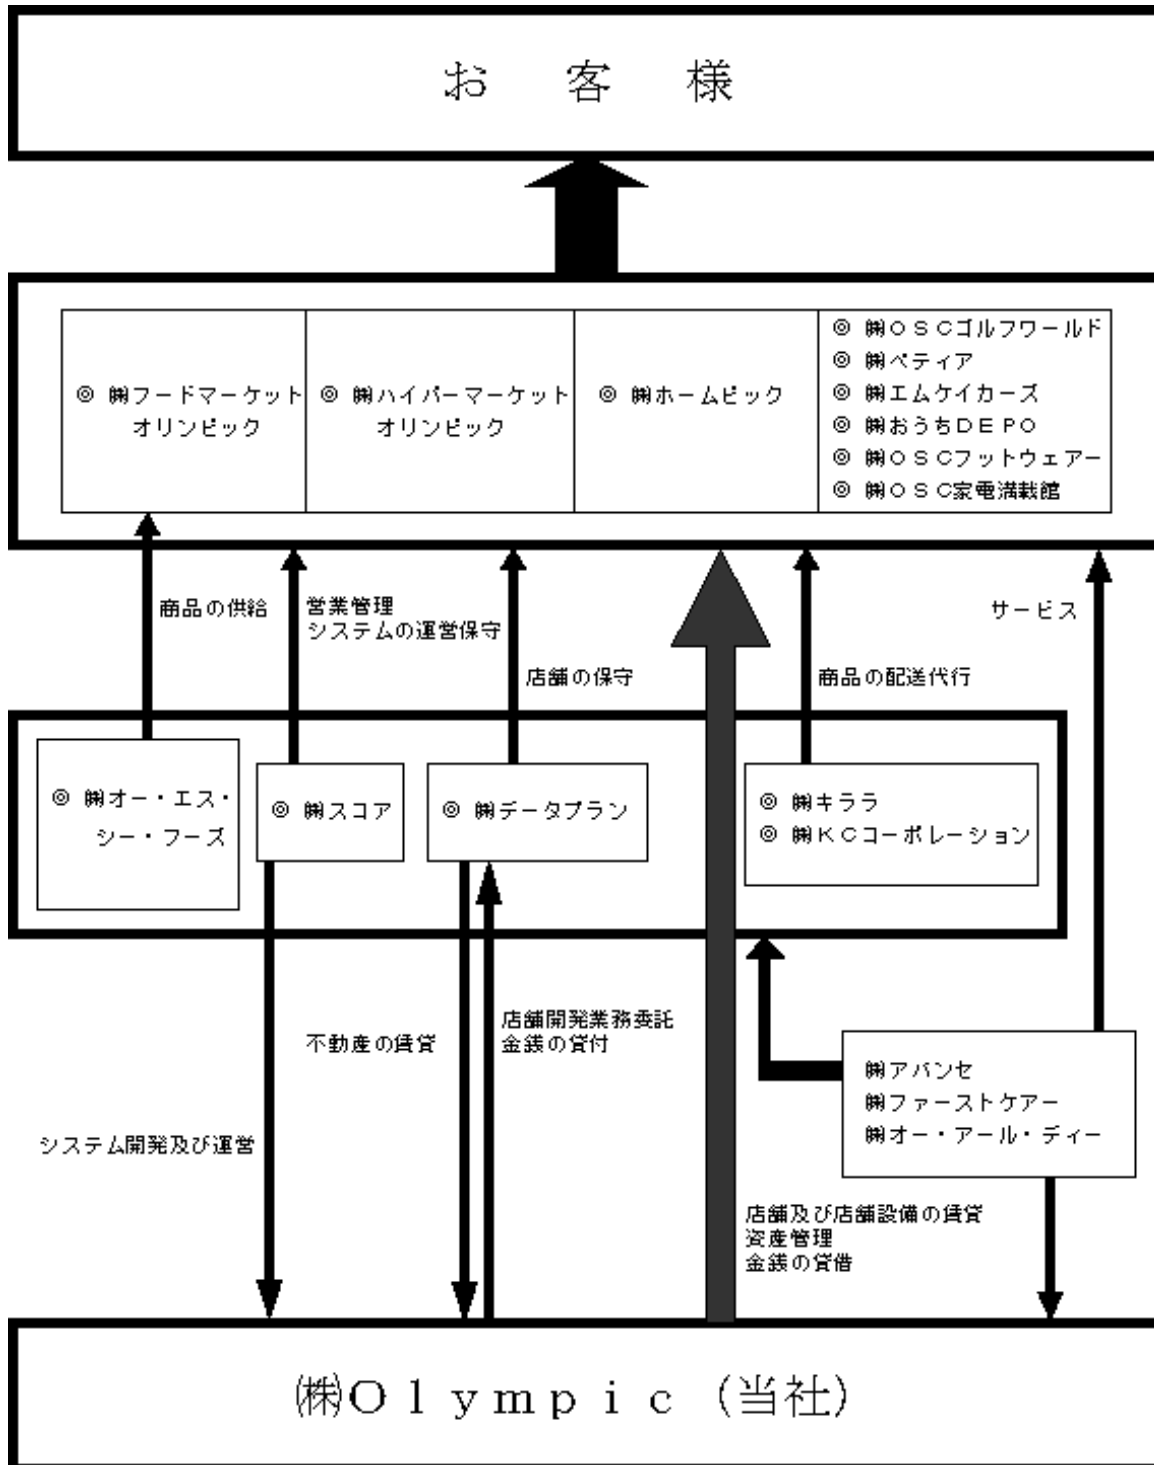 お客様
◎ ㈱フードマーケット
オリンピック
◎ ㈱ハイパーマーケット
オリンピック
◎ ㈱ホームピック
◎ ㈱ＯＳＣゴルフワールド
◎ ㈱ペティア
◎ ㈱エムケイカーズ
◎ ㈱おうちＤＥＰＯ
◎ ㈱ＯＳＣフットウェアー
◎ ㈱ＯＳＣ家電満載館
商品の供給
営業管理
システムの運営保守
店舗の保守
商品の配送代行
サービス
◎ ㈱オー・エス・
シー・フーズ
◎ ㈱スコア
◎ ㈱データプラン
◎ ㈱キララ
◎ ㈱ＫＣコーポレーション
不動産の賃貸
店舗開発業務委託
金銭の貸付
㈱アバンセ
㈱ファーストケアー
㈱オー・アール・ディー
システム開発及び運営
店舗及び店舗設備の賃貸
資産管理
金銭の貸借
㈱Ｏｌｙｍｐｉｃ（当社）